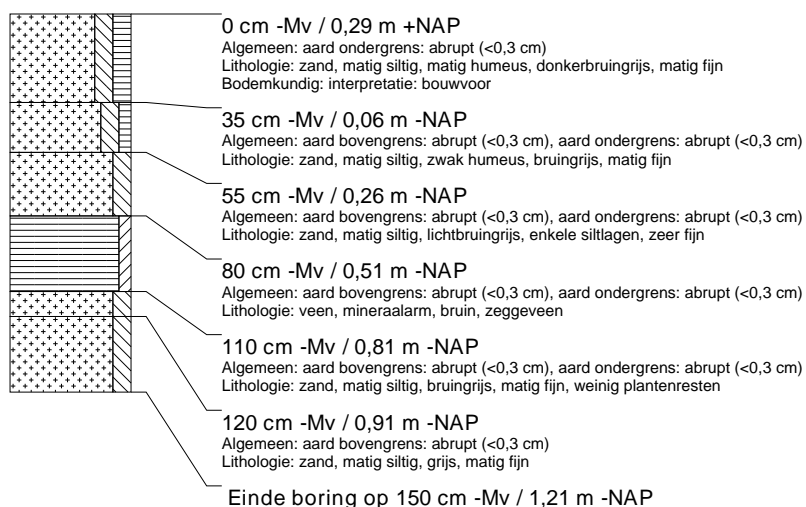 0 cm -Mv / 0,29 m +NAP
Algemeen: aard ondergrens: abrupt (<0,3 cm)
Lithologie: zand, matig siltig, matig humeus, donkerbruingrijs, matig fijn
Bodemkundig: interpretatie: bouwvoor
35 cm -Mv / 0,06 m -NAP
Algemeen: aard bovengrens: abrupt (<0,3 cm), aard ondergrens: abrupt (<0,3 cm)
Lithologie: zand, matig siltig, zwak humeus, bruingrijs, matig fijn
55 cm -Mv / 0,26 m -NAP
Algemeen: aard bovengrens: abrupt (<0,3 cm), aard ondergrens: abrupt (<0,3 cm)
Lithologie: zand, matig siltig, lichtbruingrijs, enkele siltlagen, zeer fijn
80 cm -Mv / 0,51 m -NAP
Algemeen: aard bovengrens: abrupt (<0,3 cm), aard ondergrens: abrupt (<0,3 cm)
Lithologie: veen, mineraalarm, bruin, zeggeveen
110 cm -Mv / 0,81 m -NAP
Algemeen: aard bovengrens: abrupt (<0,3 cm), aard ondergrens: abrupt (<0,3 cm)
Lithologie: zand, matig siltig, bruingrijs, matig fijn, weinig plantenresten
120 cm -Mv / 0,91 m -NAP
Algemeen: aard bovengrens: abrupt (<0,3 cm)
Lithologie: zand, matig siltig, grijs, matig fijn
Einde boring op 150 cm -Mv / 1,21 m -NAP